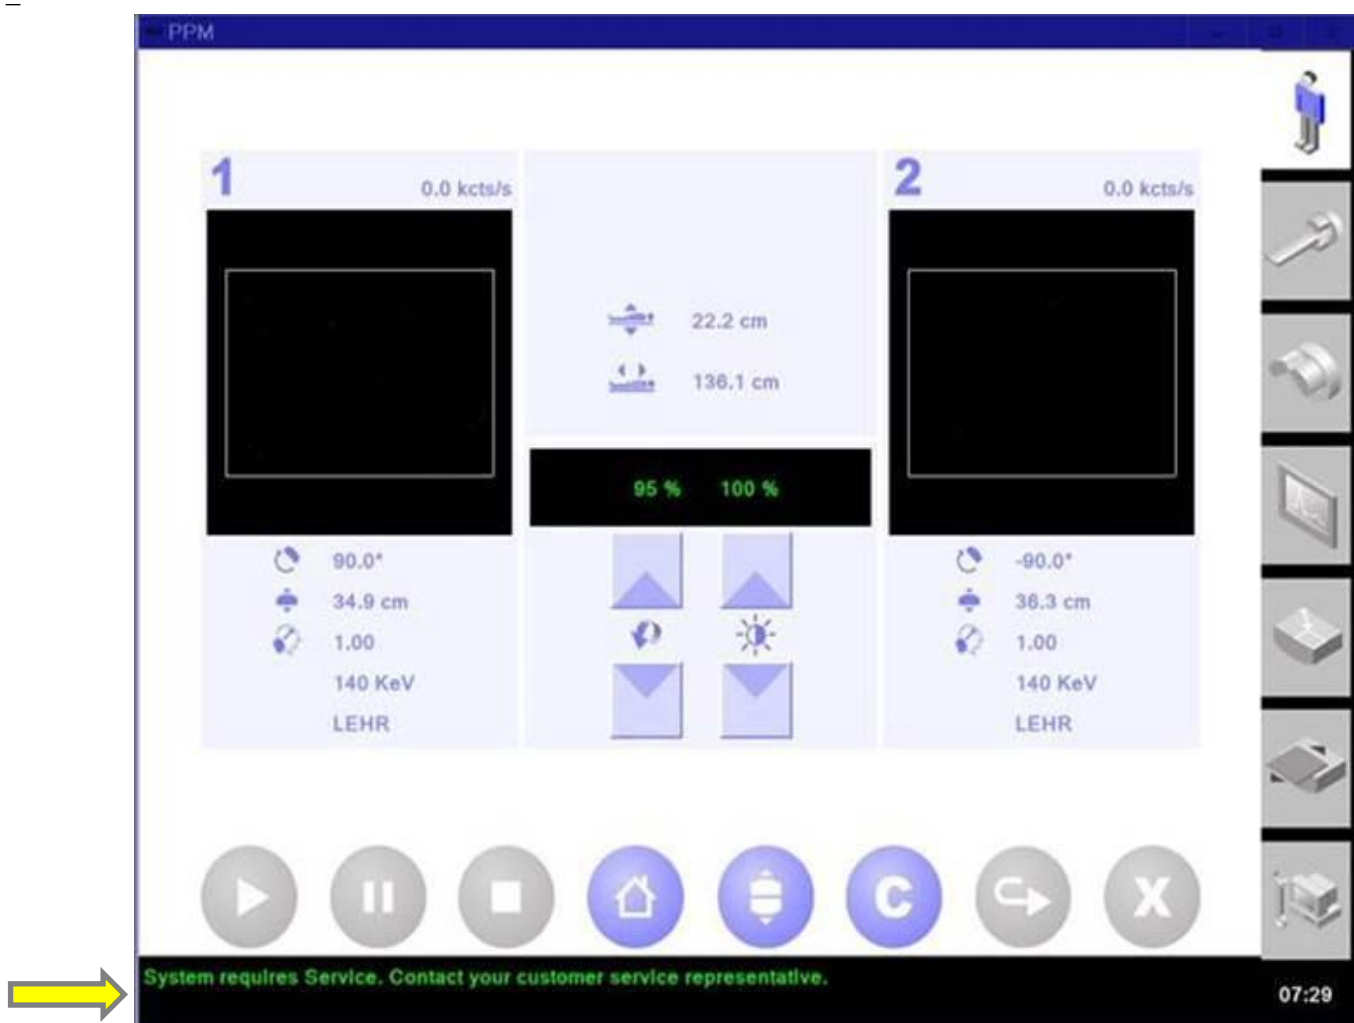 PPM
1
0.0 kcts/s
2
0.0 kcts/s
22.2 cm
136.1 cm
95 % 100 %
90.0°
34.9 cm
1.00
140 KeV
LEHR
-90.0°
36.3 cm
1.00
140 KeV
LEHR
C
X
System requires Service. Contact your customer service representative.
07:29